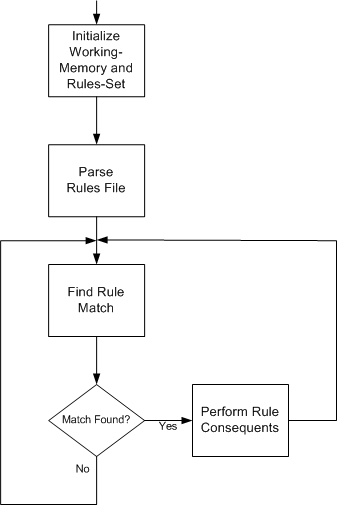 Initialize
Working-
Memory and
Rules-Set
Parse
Rules File
Find Rule
Match
Match Found?
Yes
Perform Rule
Consequents
No